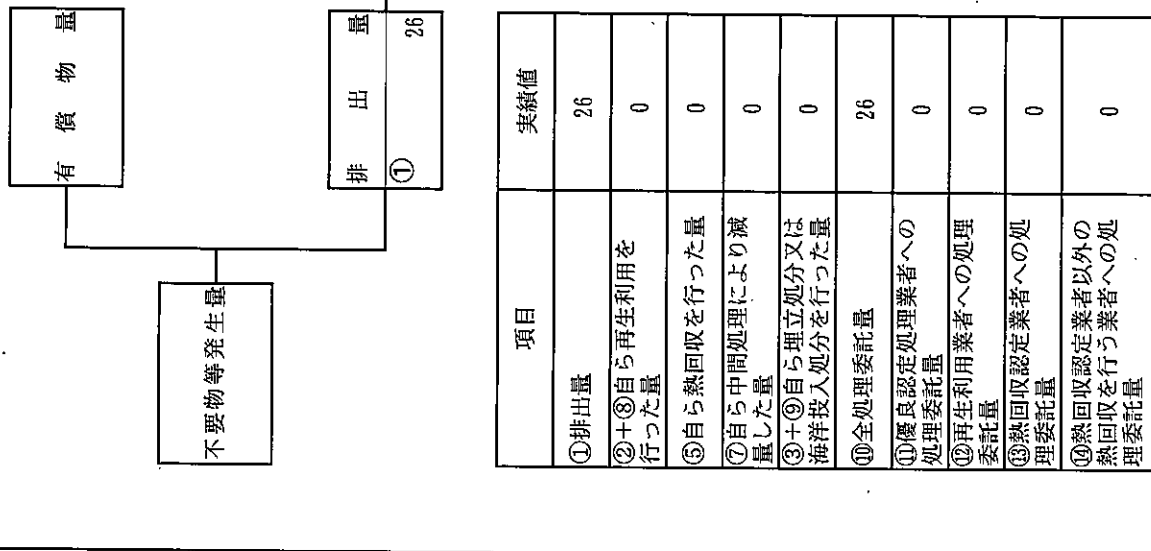 有償物量
不要物等発生量
排出量
① 26
項目 実績値
①排出量 26
②+⑧自ら再生利用を
行った量 0
⑤自ら熱回収を行った量 0
⑦自ら中間処理により減
量した量 0
③+⑨自ら埋立処分又は
海洋投入処分を行った量 0
⑩全処理委託量 26
⑪優良認定処理業者への
処理委託量 0
⑫再生利用業者への処理
委託量 0
⑬熱回収認定業者への処
理委託量 0
⑭熱回収認定業者以外の
熱回収を行う業者への処
理委託量 0